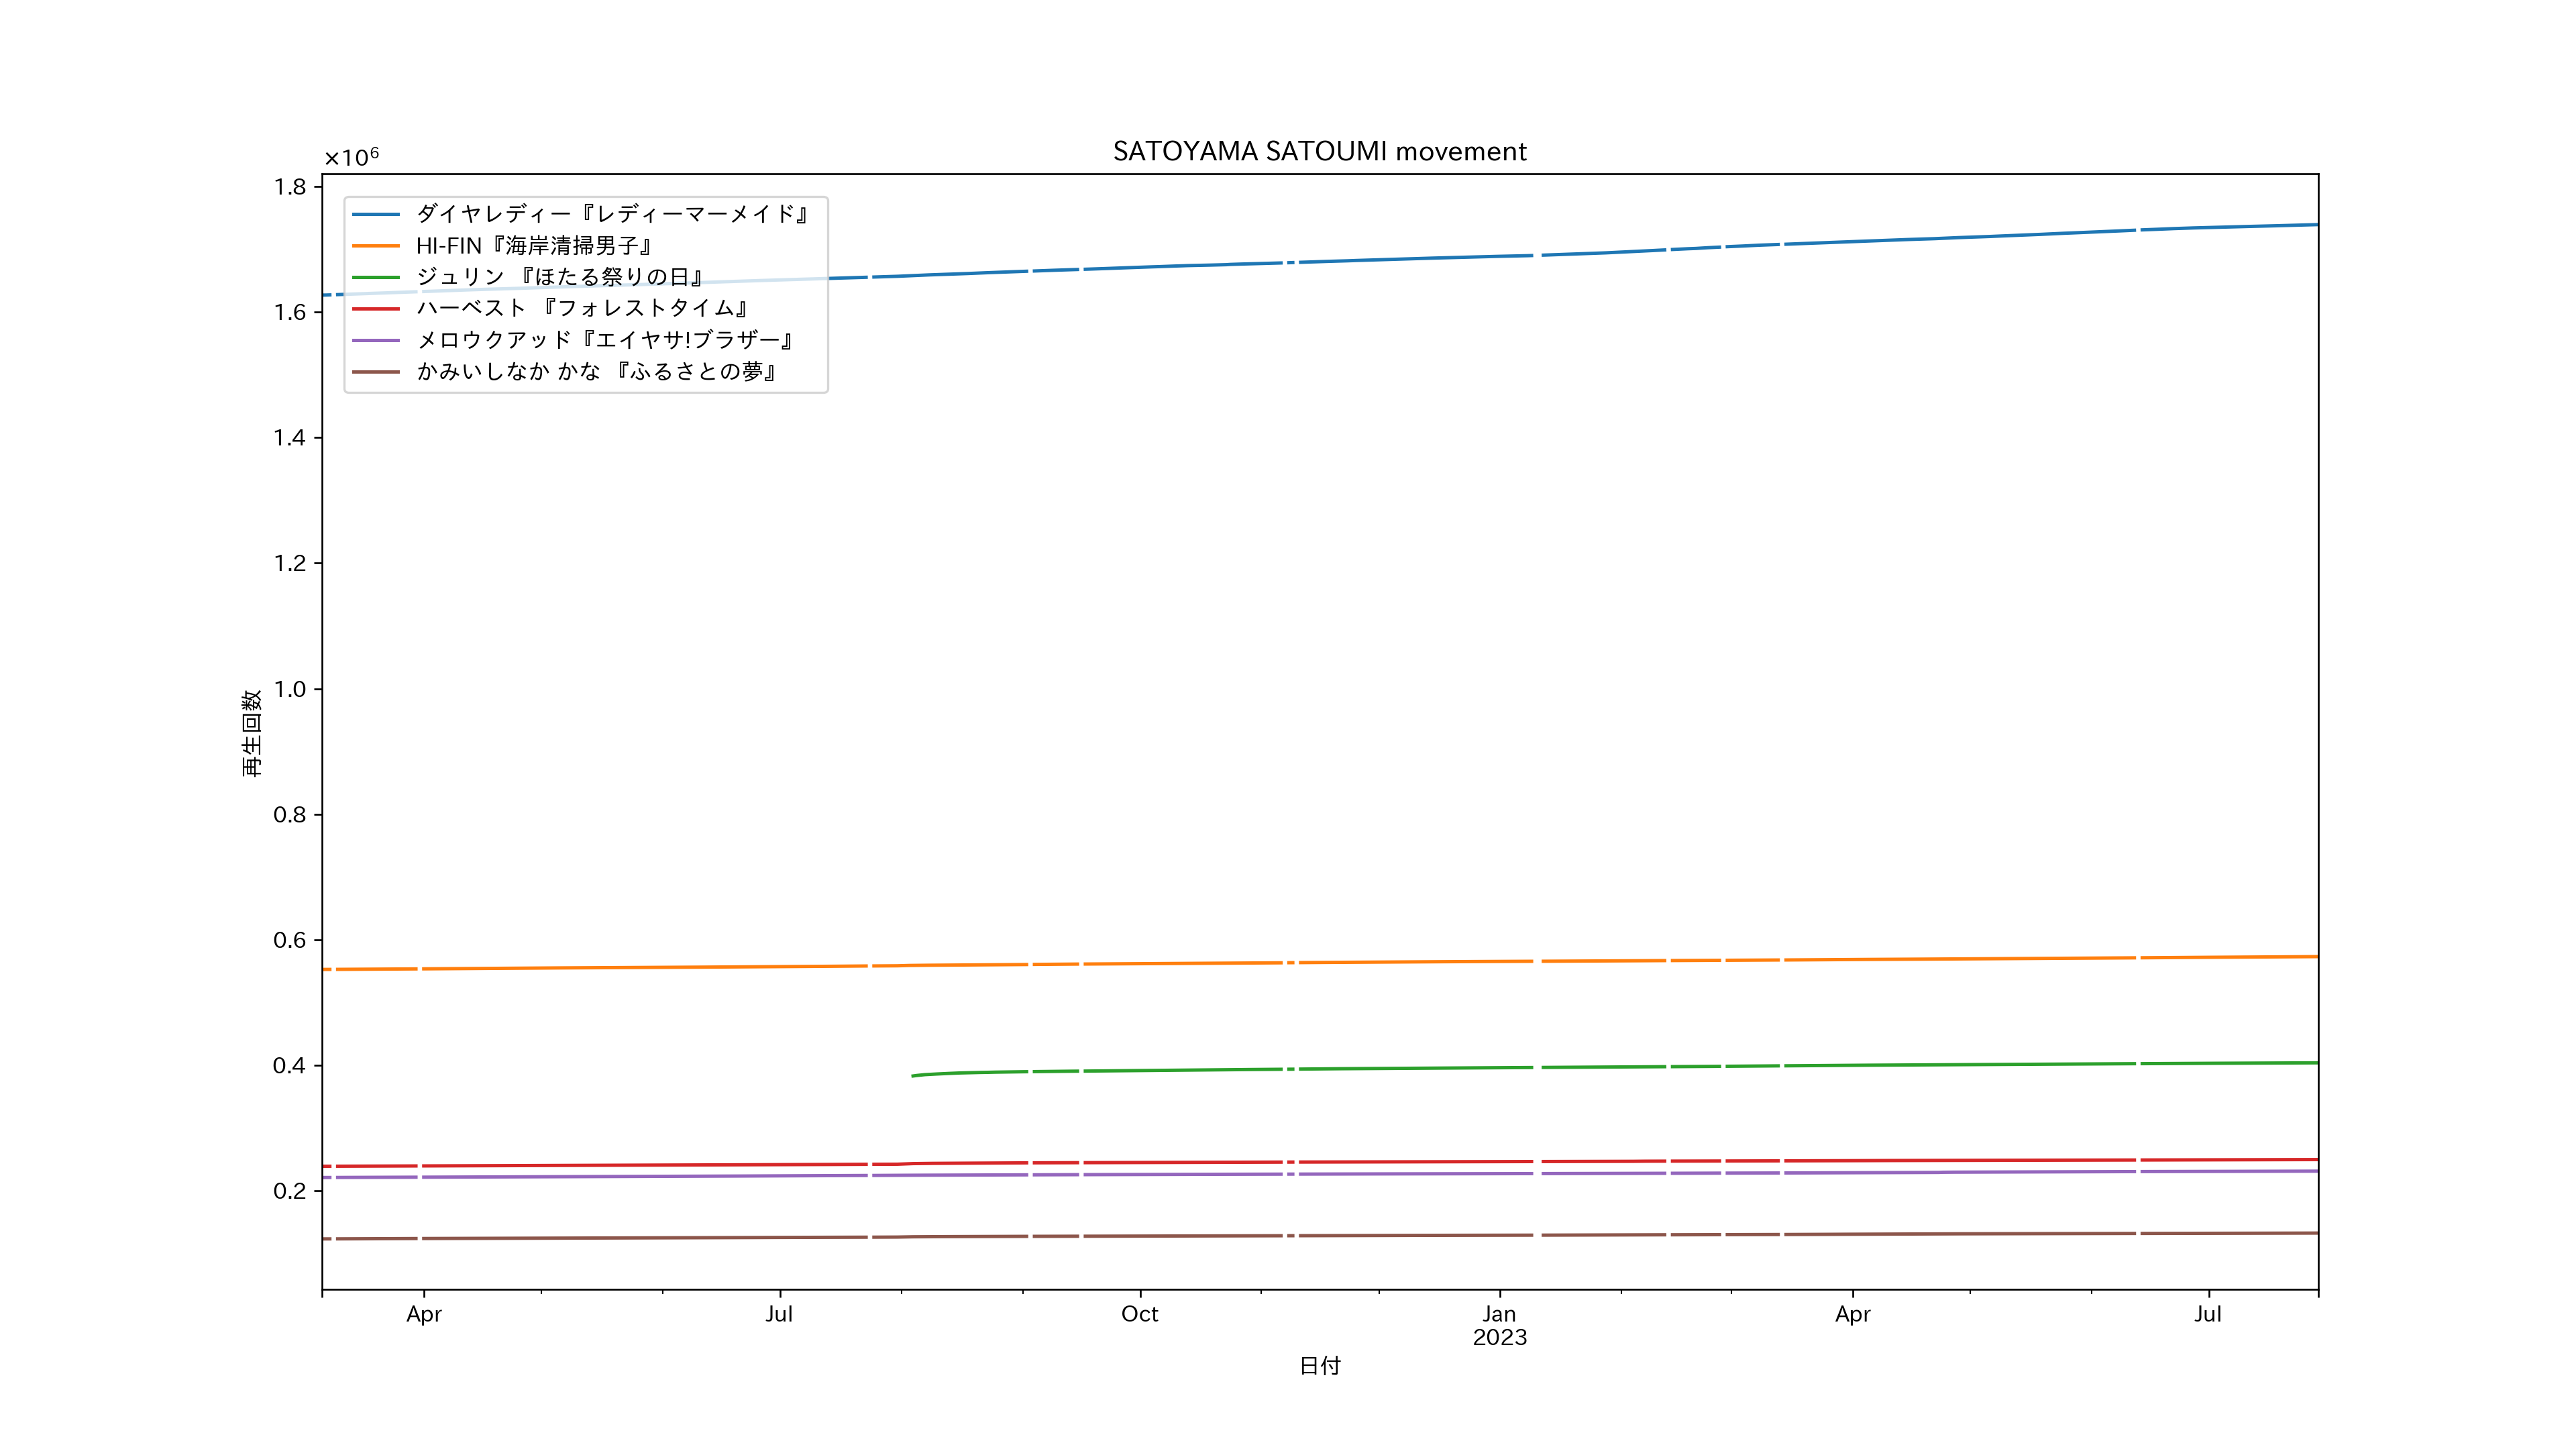 SATOYAMA SATOUMI movement
×10⁶
1.8
1.6
1.4
1.2
1.0
0.8
0.6
0.4
0.2
再生回数
ダイヤレディー『レディーマーメイド』
HI-FIN『海岸清掃男子』
ジュリン 『ほたる祭りの日』
ハーベスト 『フォレストタイム』
メロウクアッド『エイヤサ!ブラザー』
かみいしなか かな 『ふるさとの夢』
Apr Jul Oct Jan Apr Jul
2023
日付